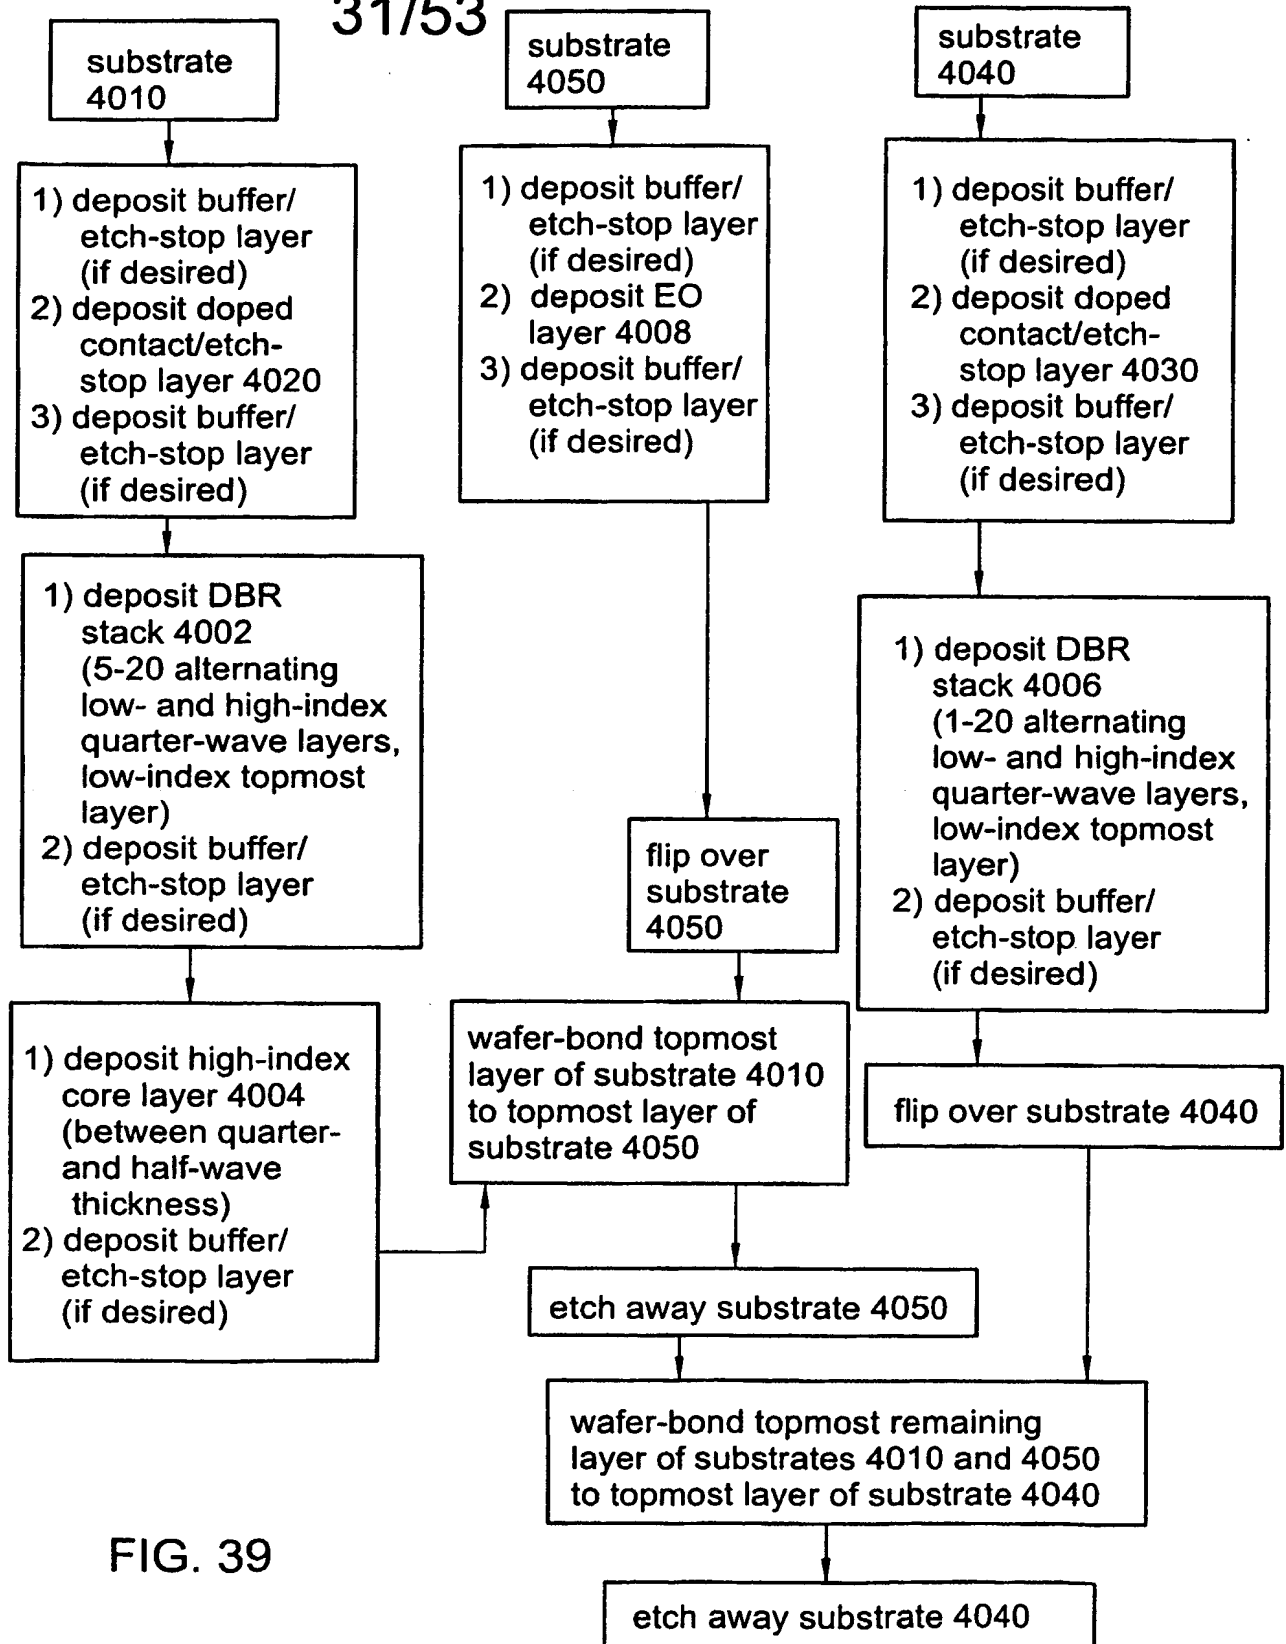 31/53
substrate
4010
1) deposit buffer/
etch-stop layer
(if desired)
2) deposit doped
contact/etch-
stop layer 4020
3) deposit buffer/
etch-stop layer
(if desired)
1) deposit DBR
stack 4002
(5-20 alternating
low- and high-index
quarter-wave layers,
low-index topmost
layer)
2) deposit buffer/
etch-stop layer
(if desired)
1) deposit high-index
core layer 4004
(between quarter-
and half-wave
thickness)
2) deposit buffer/
etch-stop layer
(if desired)
substrate
4050
1) deposit buffer/
etch-stop layer
(if desired)
2) deposit EO
layer 4008
3) deposit buffer/
etch-stop layer
(if desired)
flip over
substrate
4050
wafer-bond topmost
layer of substrate 4010
to topmost layer of
substrate 4050
etch away substrate 4050
substrate
4040
1) deposit buffer/
etch-stop layer
(if desired)
2) deposit doped
contact/etch-
stop layer 4030
3) deposit buffer/
etch-stop layer
(if desired)
1) deposit DBR
stack 4006
(1-20 alternating
low- and high-index
quarter-wave layers,
low-index topmost
layer)
2) deposit buffer/
etch-stop layer
(if desired)
flip over substrate 4040
wafer-bond topmost remaining
layer of substrates 4010 and 4050
to topmost layer of substrate 4040
etch away substrate 4040
FIG. 39